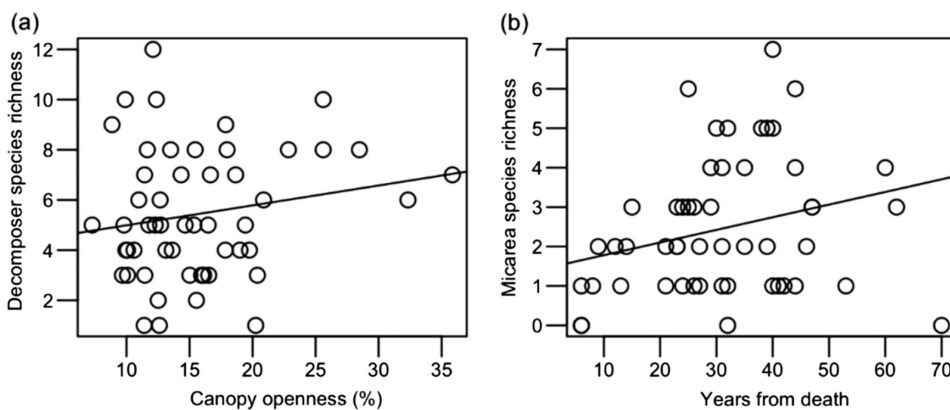 (a)
Decomposer species richness
12
10
8
6
4
2
10 15 20 25 30 35
Canopy openness (%)
(b)
Micarea species richness
7
6
5
4
3
2
1
0
10 20 30 40 50 60 70
Years from death